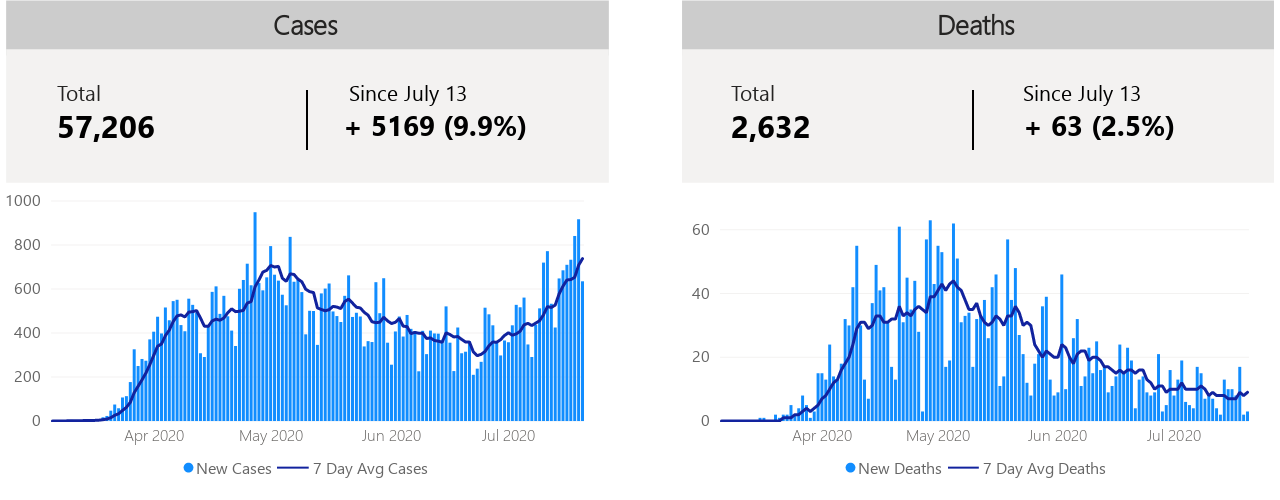 Cases
Total
57,206
Since July 13
+ 5169 (9.9%)
1000
800
600
400
200
0
Apr 2020 May 2020 Jun 2020 Jul 2020
New Cases 7 Day Avg Cases
Deaths
Total
2,632
Since July 13
+ 63 (2.5%)
60
40
20
0
Apr 2020 May 2020 Jun 2020 Jul 2020
New Deaths 7 Day Avg Deaths